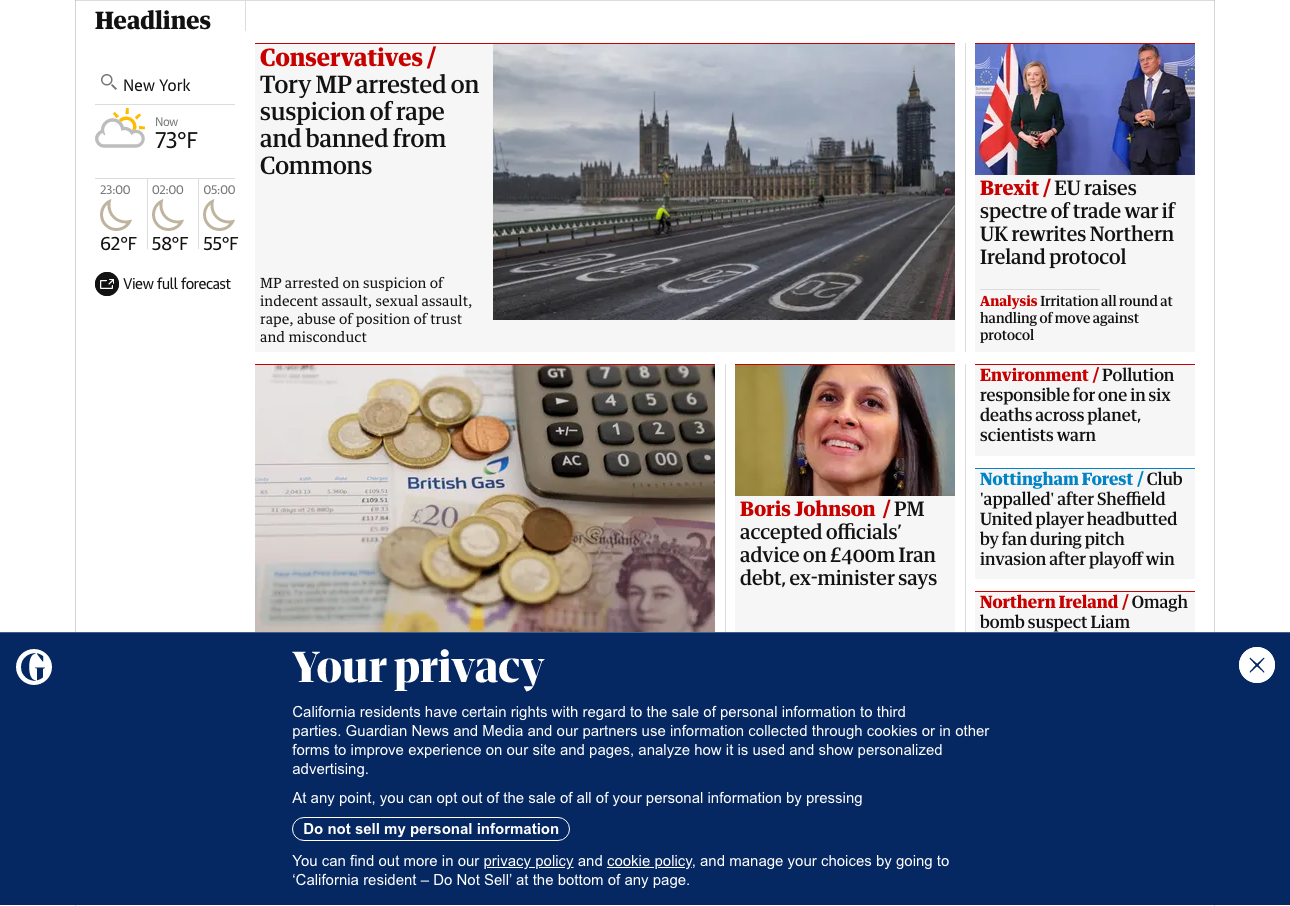 Headlines
New York
Now
73°F
23:00
02:00
05:00
62°F
58°F
55°F
View full forecast
Conservatives /
Tory MP arrested on
suspicion of rape
and banned from
Commons
MP arrested on suspicion of
indecent assault, sexual assault,
rape, abuse of position of trust
and misconduct
20
20
Brexit / EU raises
spectre of trade war if
UK rewrites Northern
Ireland protocol
Analysis Irritation all round at
handling of move against
protocol
GT 7 8 9
4 5 6
+/- 1 2 3
AC 0 00 •
British Gas
£20
£109.51
£109.51
£117.64
of England
Boris Johnson / PM
accepted officials’
advice on £400m Iran
debt, ex-minister says
Environment / Pollution
responsible for one in six
deaths across planet,
scientists warn
Nottingham Forest / Club
'appalled' after Sheffield
United player headbutted
by fan during pitch
invasion after playoff win
Northern Ireland / Omagh
bomb suspect Liam
Your privacy
California residents have certain rights with regard to the sale of personal information to third
parties. Guardian News and Media and our partners use information collected through cookies or in other
forms to improve experience on our site and pages, analyze how it is used and show personalized
advertising.
At any point, you can opt out of the sale of all of your personal information by pressing
Do not sell my personal information
You can find out more in our privacy policy and cookie policy, and manage your choices by going to
‘California resident – Do Not Sell’ at the bottom of any page.